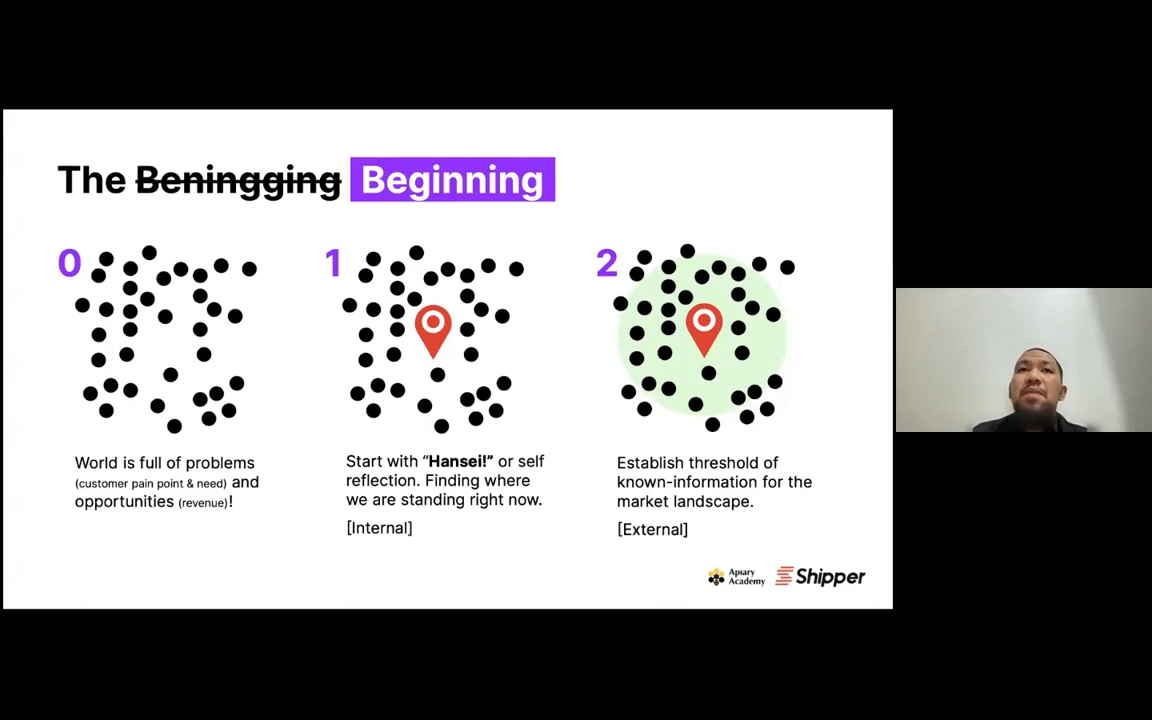 The Beningging Beginning
0
1
2
World is full of problems
(customer pain point & need) and
opportunities (revenue)!
Start with “Hansei!” or self
reflection. Finding where
we are standing right now.
[Internal]
Establish threshold of
known-information for the
market landscape.
[External]
Apiary
Academy
Shipper